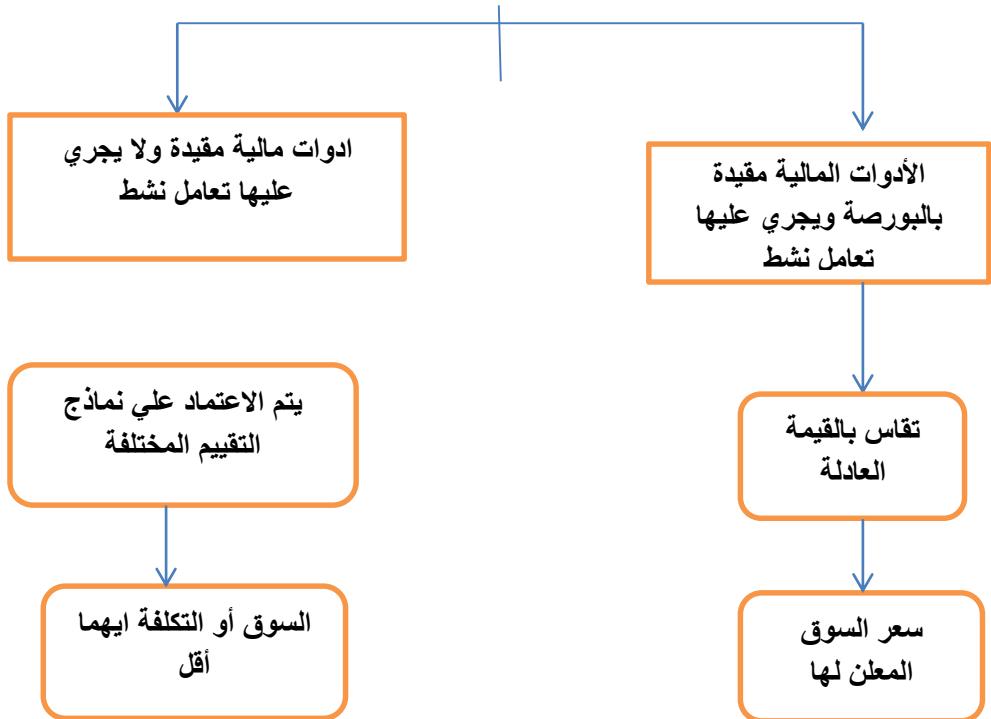 الأدوات المالية مقيدة
بالبورصة ويجري عليها
تعامل نشط
تقاس بالقيمة
العادلة
سعر السوق
المعلن لها
ادوات مالية مقيدة ولا يجري
عليها تعامل نشط
يتم الاعتماد علي نماذج
التقييم المختلفة
السوق أو التكلفة ايهما
أقل